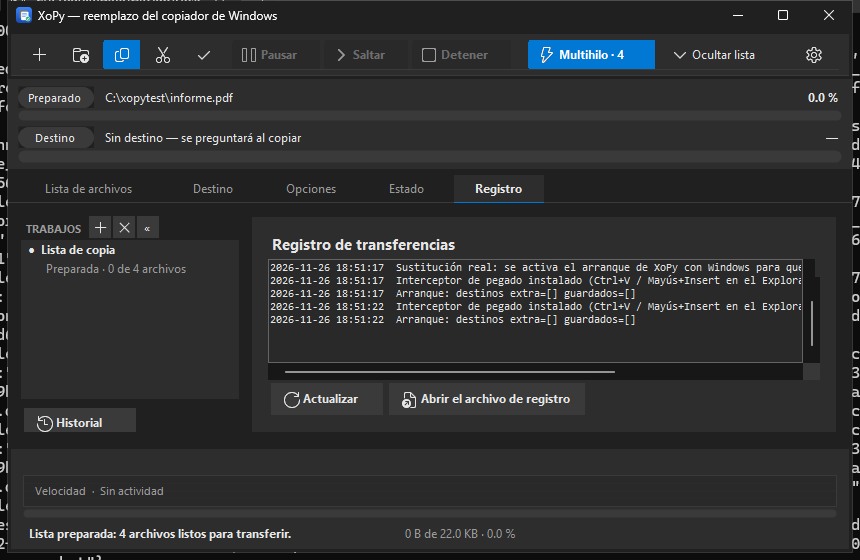 XoPy — reemplazo del copiador de Windows
Pausar
Saltar
Detener
Multihilo · 4
Ocultar lista
Preparado
C:\xopytest\informe.pdf
0.0 %
Destino
Sin destino — se preguntará al copiar
—
Lista de archivos
Destino
Opciones
Estado
Registro
TRABAJOS
«
• Lista de copia
Preparada · 0 de 4 archivos
Historial
Registro de transferencias
2026-11-26 18:51:17 Sustitución real: se activa el arranque de XoPy con Windows para que
2026-11-26 18:51:17 Interceptor de pegado instalado (Ctrl+V / Mayús+Insert en el Explora
2026-11-26 18:51:17 Arranque: destinos extra=[] guardados=[]
2026-11-26 18:51:22 Interceptor de pegado instalado (Ctrl+V / Mayús+Insert en el Explora
2026-11-26 18:51:22 Arranque: destinos extra=[] guardados=[]
Actualizar
Abrir el archivo de registro
Velocidad · Sin actividad
Lista preparada: 4 archivos listos para transferir.
0 B de 22.0 KB · 0.0 %